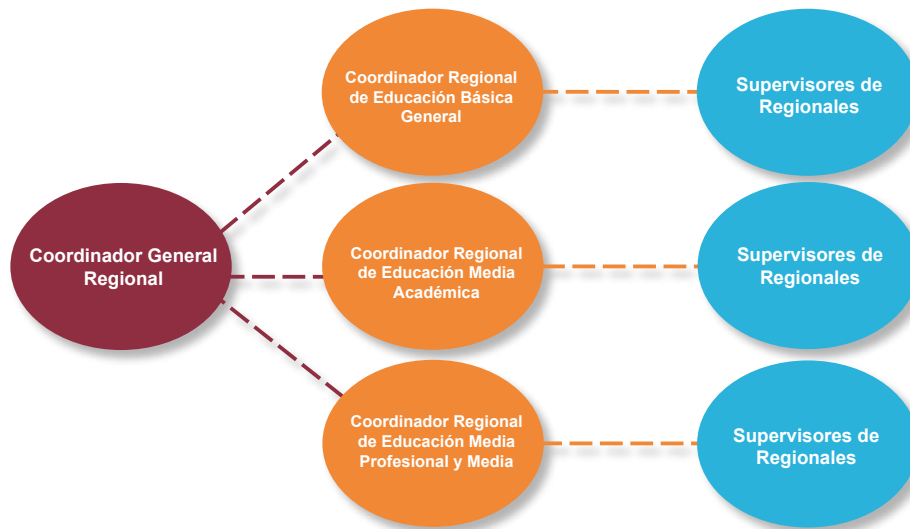 Coordinador General
Regional
Coordinador Regional
de Educación Básica
General
Supervisores de
Regionales
Coordinador Regional
de Educación Media
Académica
Supervisores de
Regionales
Coordinador Regional
de Educación Media
Profesional y Media
Supervisores de
Regionales